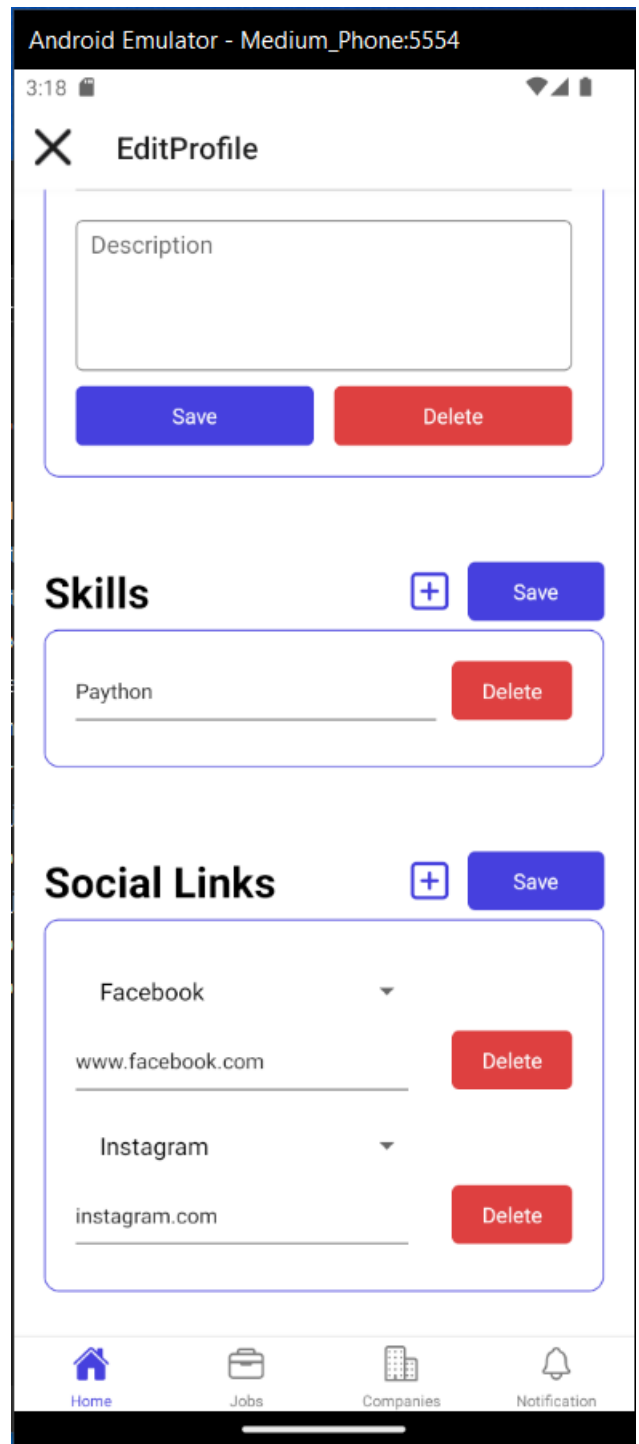 Android Emulator - Medium_Phone:5554
3:18
EditProfile
Description
Save Delete
Skills Save
Paython Delete
Social Links Save
Facebook
www.facebook.com Delete
Instagram
instagram.com Delete
Home Jobs Companies Notification